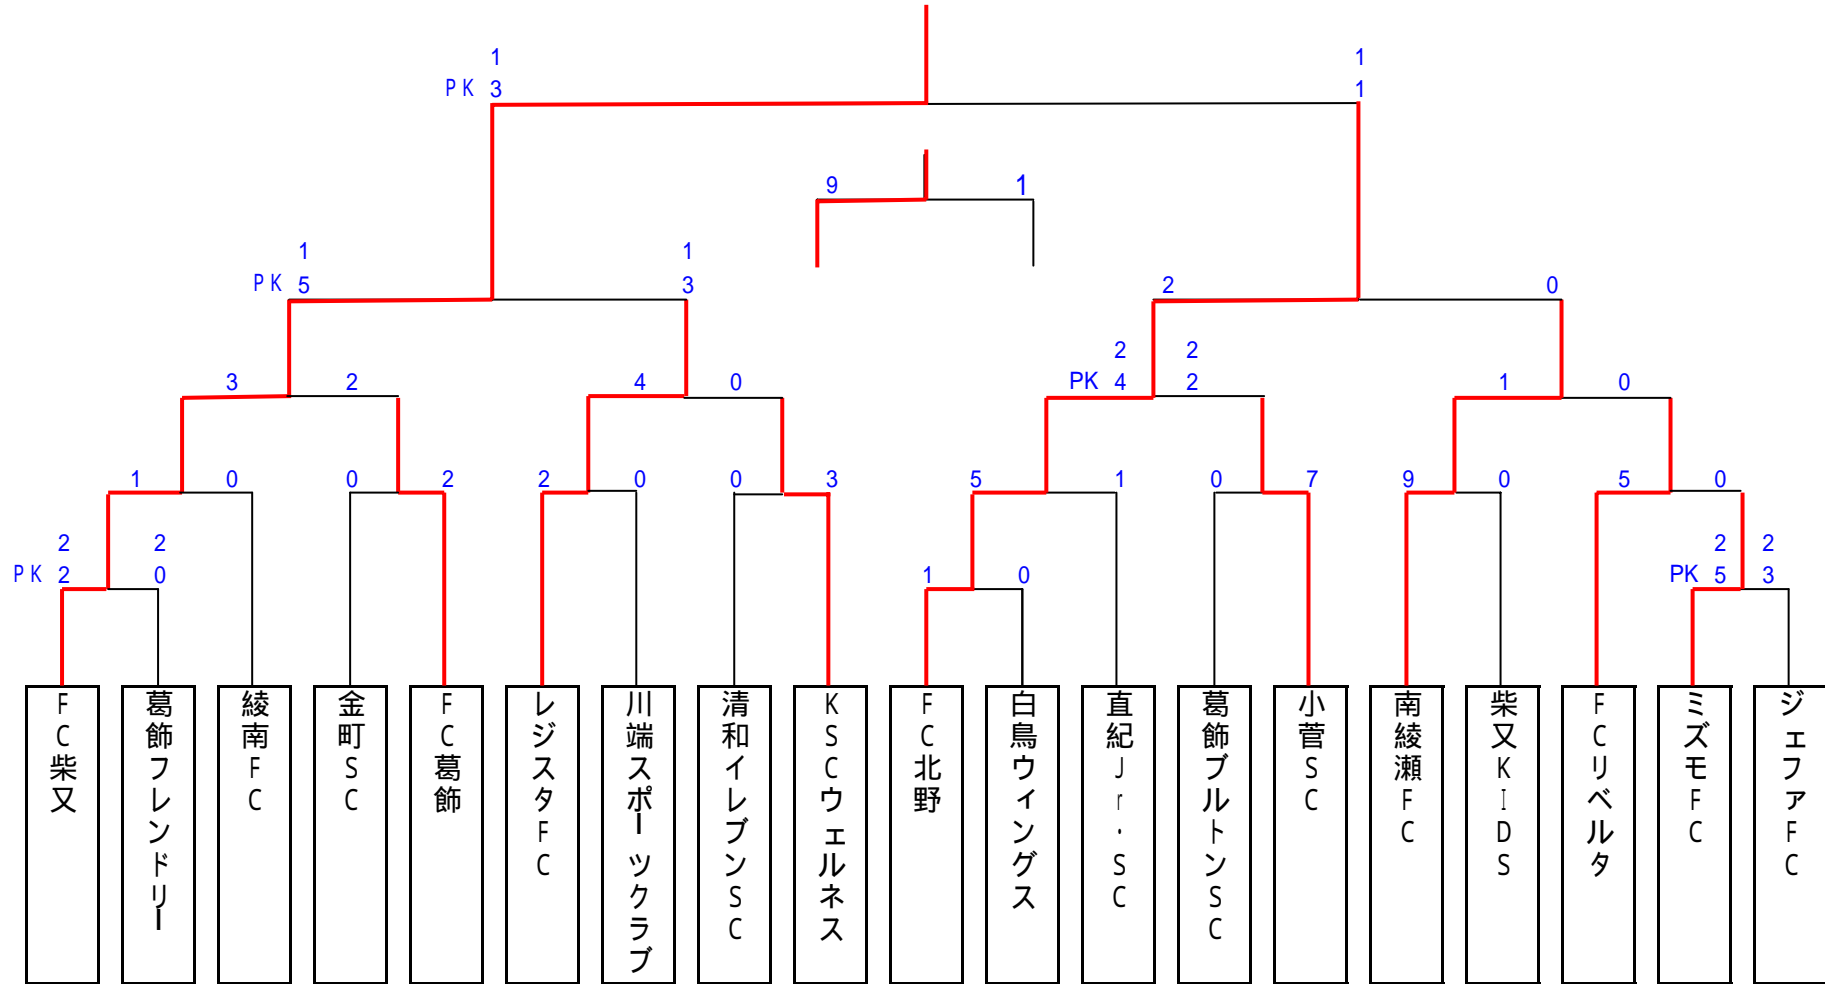 1 1
PK 3 1
9 1
1 1
PK 5 3 2 0
2 2
3 2 4 0 PK 4 2 1 0
1 0 0 2 2 0 0 3 5 1 0 7 9 0 5 0
2 2 2 2
PK 2 0 1 0 PK 5 3
FC柴又
葛飾フレンドリー
綾南FC
金町SC
FC葛飾
レジスタFC
川端スポーツクラブ
清和イレブンSC
KSCウェルネス
FC北野
白鳥ウィングス
直紀Jr・SC
葛飾ブルトンSC
小菅SC
南綾瀬FC
柴又KIDS
FCリベルタ
ミズモFC
ジェファFC